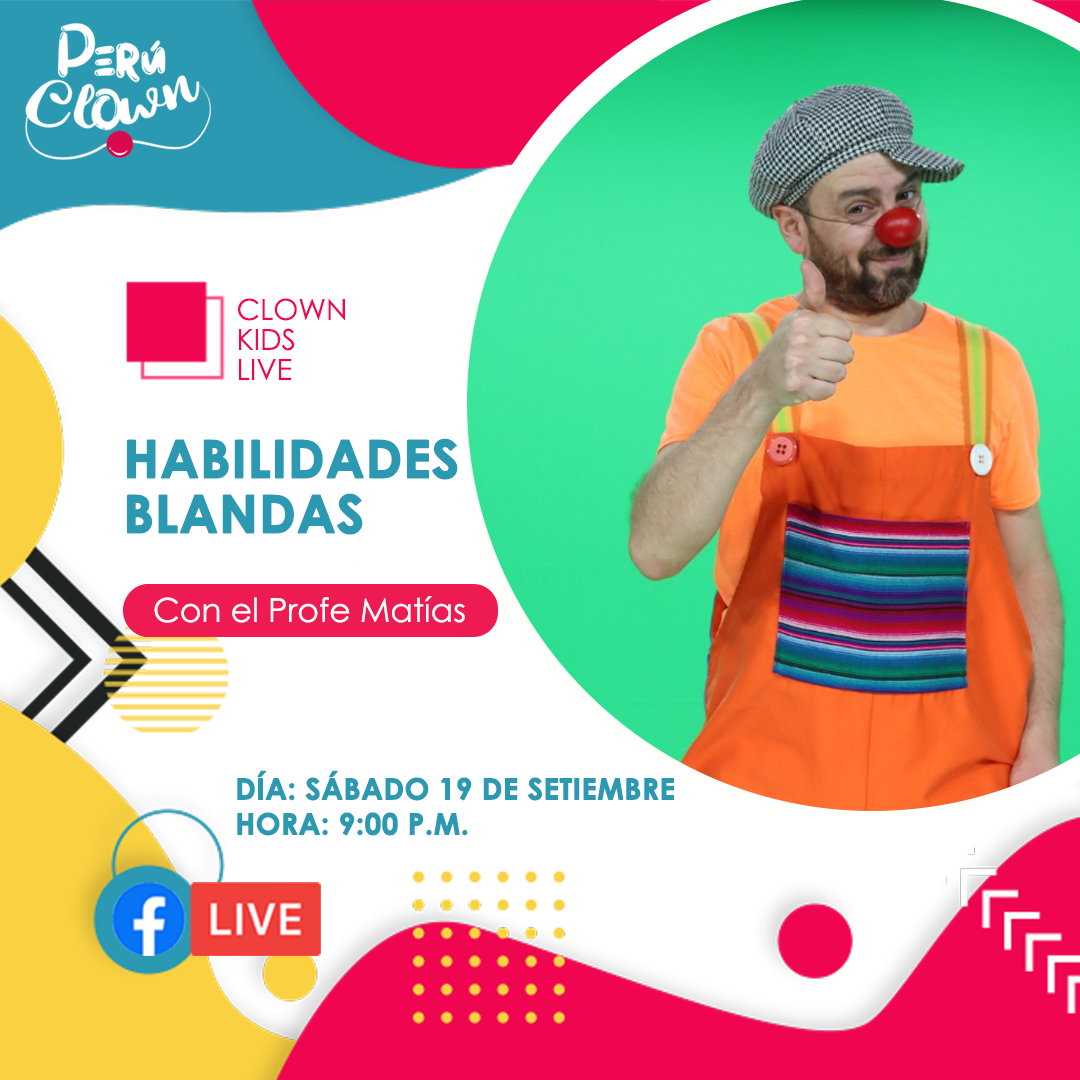 PERÚ
Clown
CLOWN
KIDS
LIVE
HABILIDADES
BLANDAS
Con el Profe Matías
DÍA: SÁBADO 19 DE SETIEMBRE
HORA: 9:00 P.M.
f LIVE